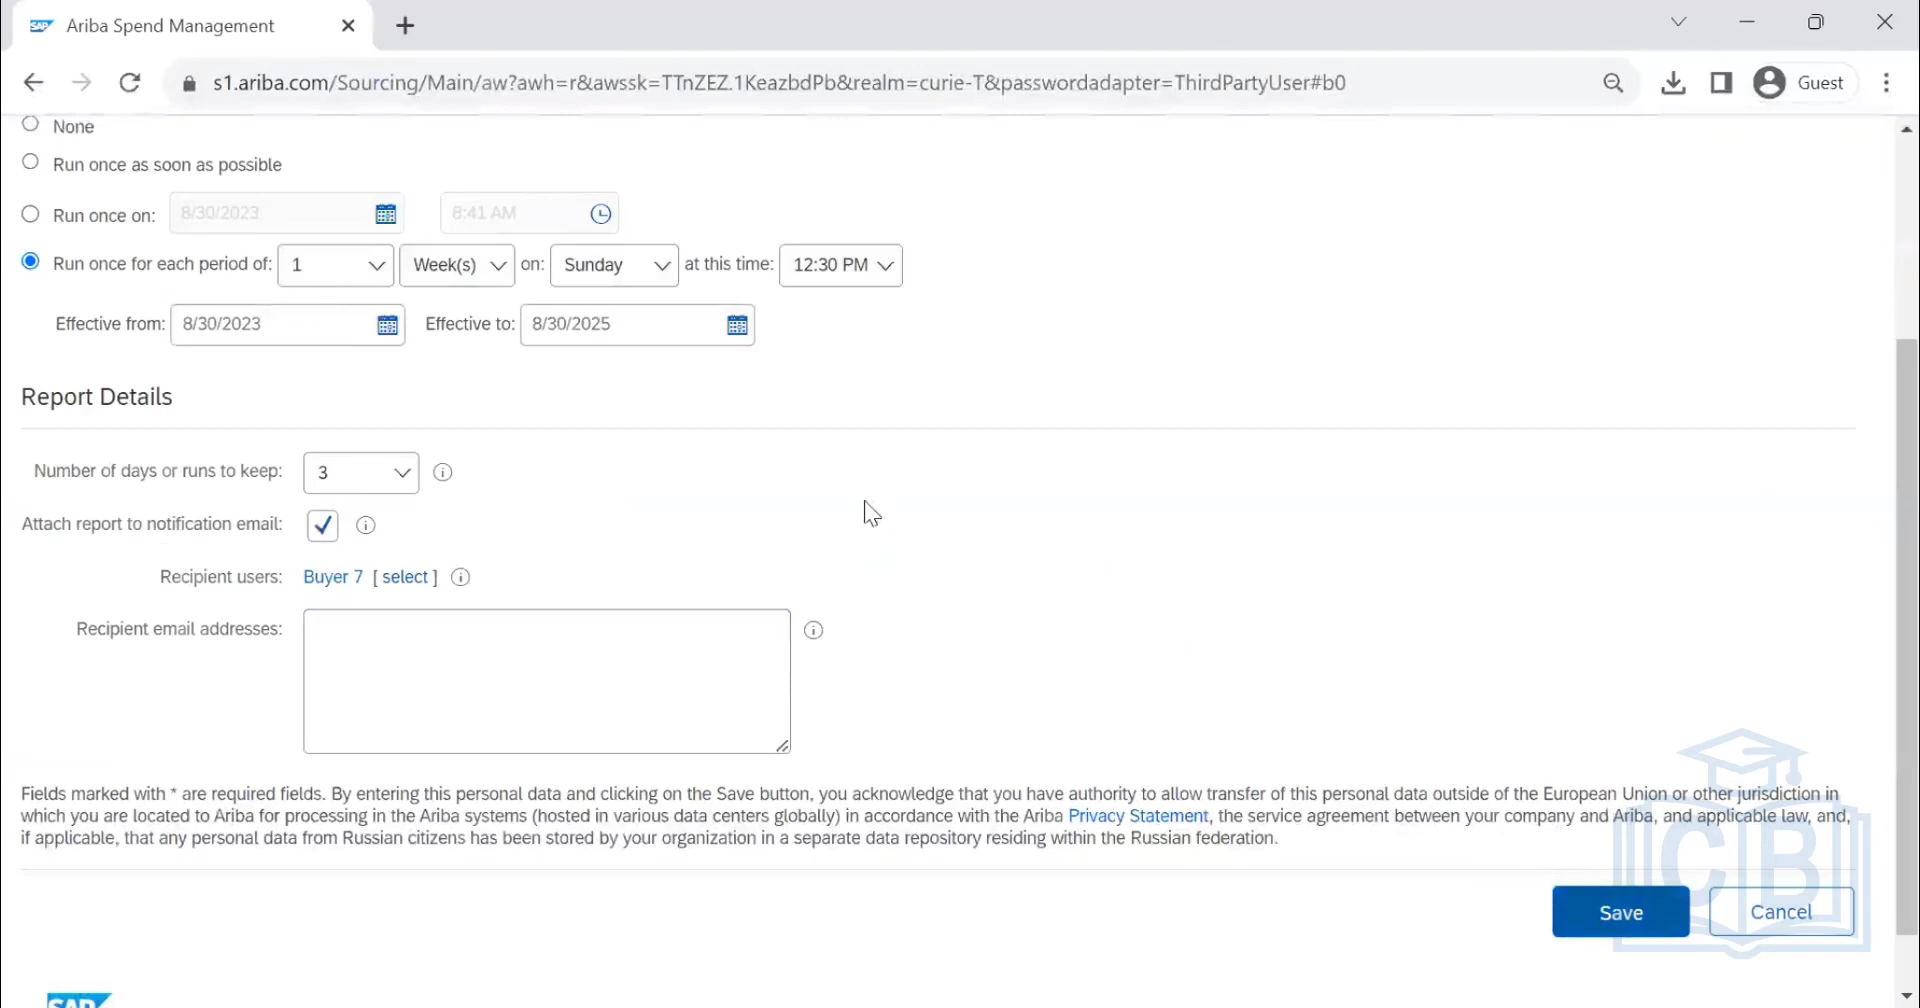 SAP Ariba Spend Management
s1.ariba.com/Sourcing/Main/aw?awh=r&awssk=TTnZEZ.1KeazbdPb&realm=curie-T&passwordadapter=ThirdPartyUser#b0 Guest
None
Run once as soon as possible
Run once on: 8/30/2023 8:41 AM
Run once for each period of: 1 Week(s) on: Sunday at this time: 12:30 PM
Effective from: 8/30/2023 Effective to: 8/30/2025
Report Details
Number of days or runs to keep: 3
Attach report to notification email:
Recipient users: Buyer 7 [ select ]
Recipient email addresses:
Fields marked with * are required fields. By entering this personal data and clicking on the Save button, you acknowledge that you have authority to allow transfer of this personal data outside of the European Union or other jurisdiction in
which you are located to Ariba for processing in the Ariba systems (hosted in various data centers globally) in accordance with the Ariba Privacy Statement, the service agreement between your company and Ariba, and applicable law, and,
if applicable, that any personal data from Russian citizens has been stored by your organization in a separate data repository residing within the Russian federation.
CB
Save Cancel
SAP